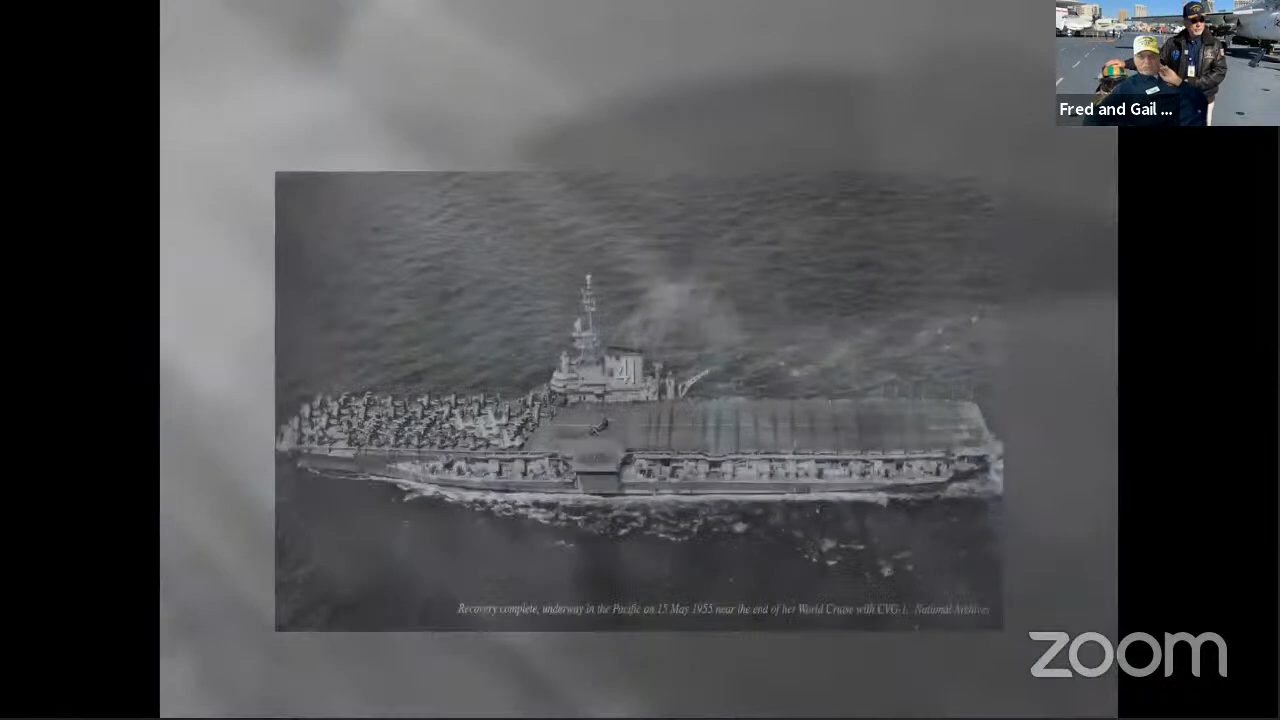 Fred and Gail ...
41
Recovery complete, underway in the Pacific on 15 May 1955 near the end of her World Cruise with CVG-1. National Archives
zoom